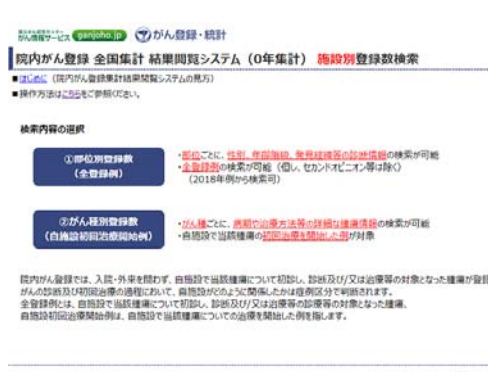 がん情報サービス ganjoho.jp がん登録・統計
院内がん登録 全国集計 結果閲覧システム（0年集計） 施設別登録数検索
■はじめに（院内がん登録集計結果閲覧システムの見方）
■操作方法はこちらをご参照ください。
検索内容の選択
①部位別登録数
（全登録例）
・部位ごとに、性別、年齢階級、発見経緯等の診断情報の検索が可能
・全登録例の検索が可能（但し、セカンドオピニオン等は除く）
（2018年例から検索可）
②がん種別登録数
（自施設初回治療開始例）
・がん種ごとに、病期や治療方法等の詳細な腫瘍情報の検索が可能
・自施設で当該腫瘍の初回治療を開始した例が対象
院内がん登録では、入院・外来を問わず、自施設で当該腫瘍について初診し、診断及び/又は治療等の対象となった腫瘍が登録
がんの診断及び初回治療の過程において、自施設がどのように関係したかは症例区分で判断されます。
全登録例とは、自施設で当該腫瘍について初診し、診断及び/又は治療等の診療等の対象となった腫瘍、
自施設初回治療開始例は、自施設で当該腫瘍についての治療を開始した例を指します。